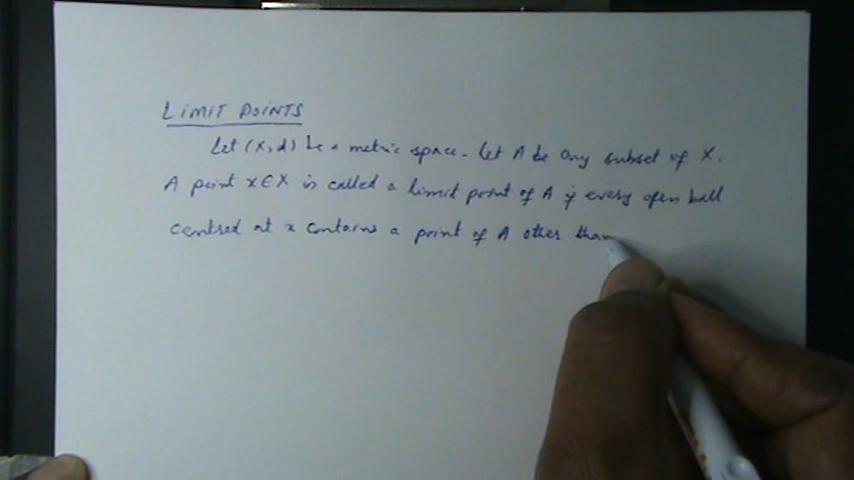 LIMIT POINTS
Let (X, d) be a metric space. Let A be any subset of X.
A point x ∈ X is called a limit point of A if every open ball
centred at x contains a point of A other than